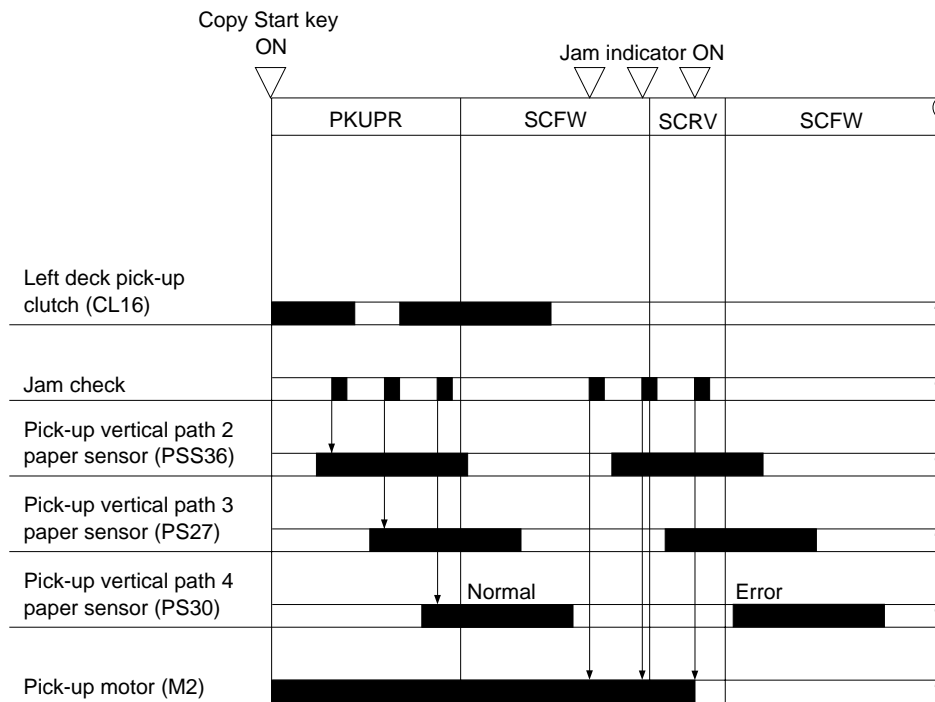 Copy Start key
ON
Jam indicator ON
PKUPR
SCFW
SCRV
SCFW
Left deck pick-up
clutch (CL16)
Jam check
Pick-up vertical path 2
paper sensor (PSS36)
Pick-up vertical path 3
paper sensor (PS27)
Pick-up vertical path 4
paper sensor (PS30)
Normal
Error
Pick-up motor (M2)